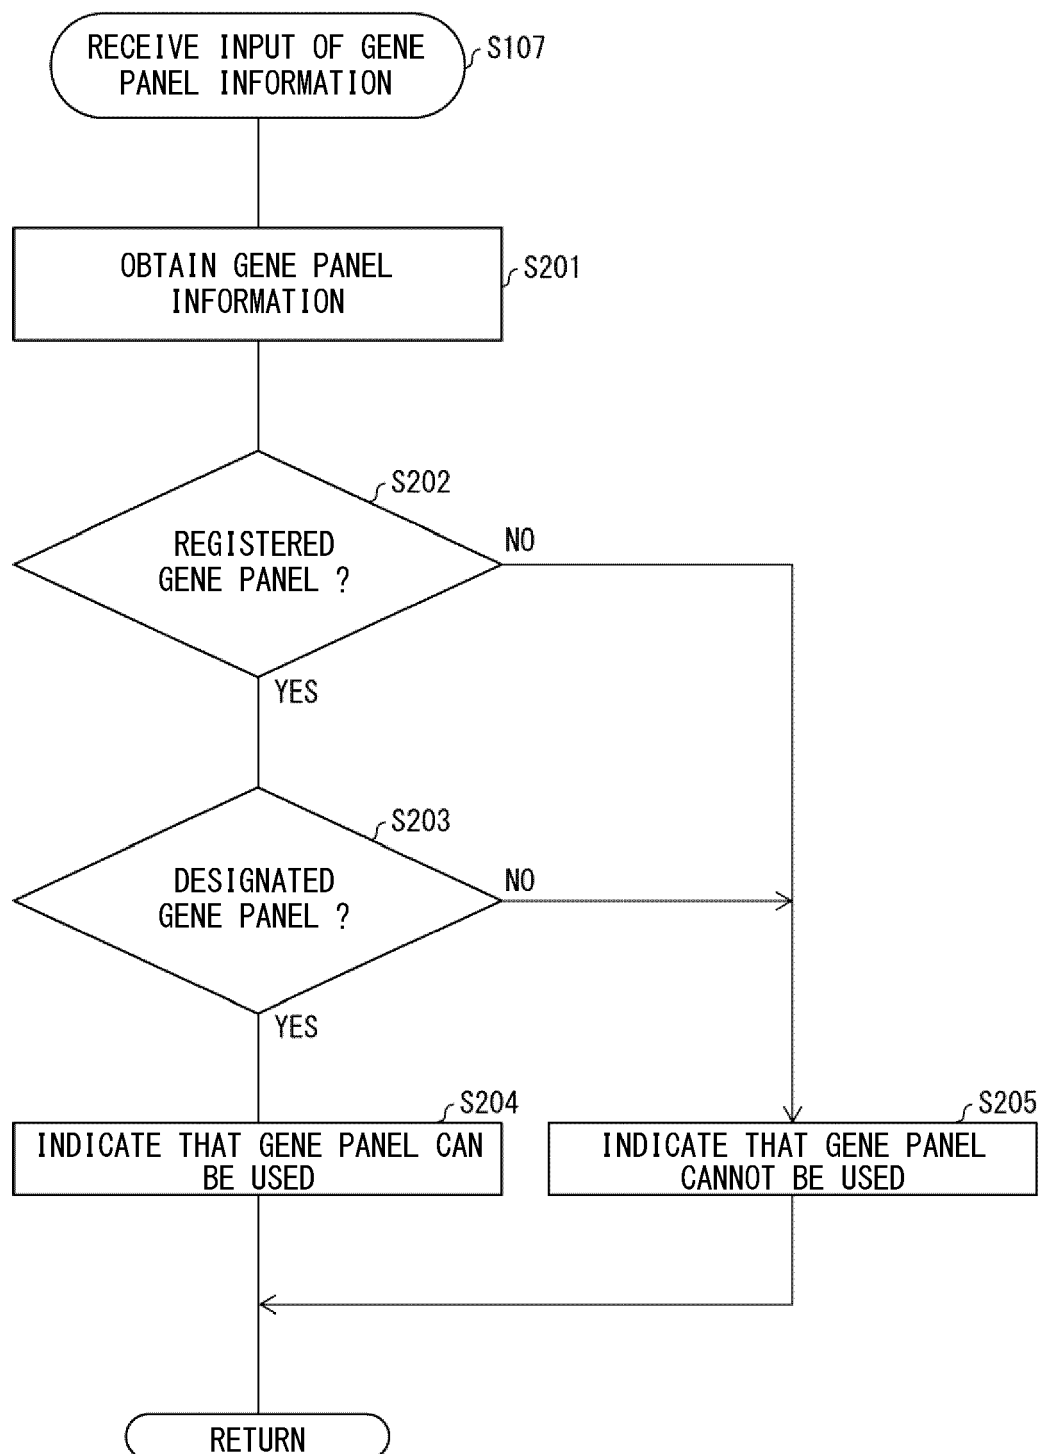 RECEIVE INPUT OF GENE
PANEL INFORMATION
S107
OBTAIN GENE PANEL
INFORMATION
S201
S202
REGISTERED
GENE PANEL ?
NO
YES
S203
DESIGNATED
GENE PANEL ?
NO
YES
S204
INDICATE THAT GENE PANEL CAN
BE USED
S205
INDICATE THAT GENE PANEL
CANNOT BE USED
RETURN